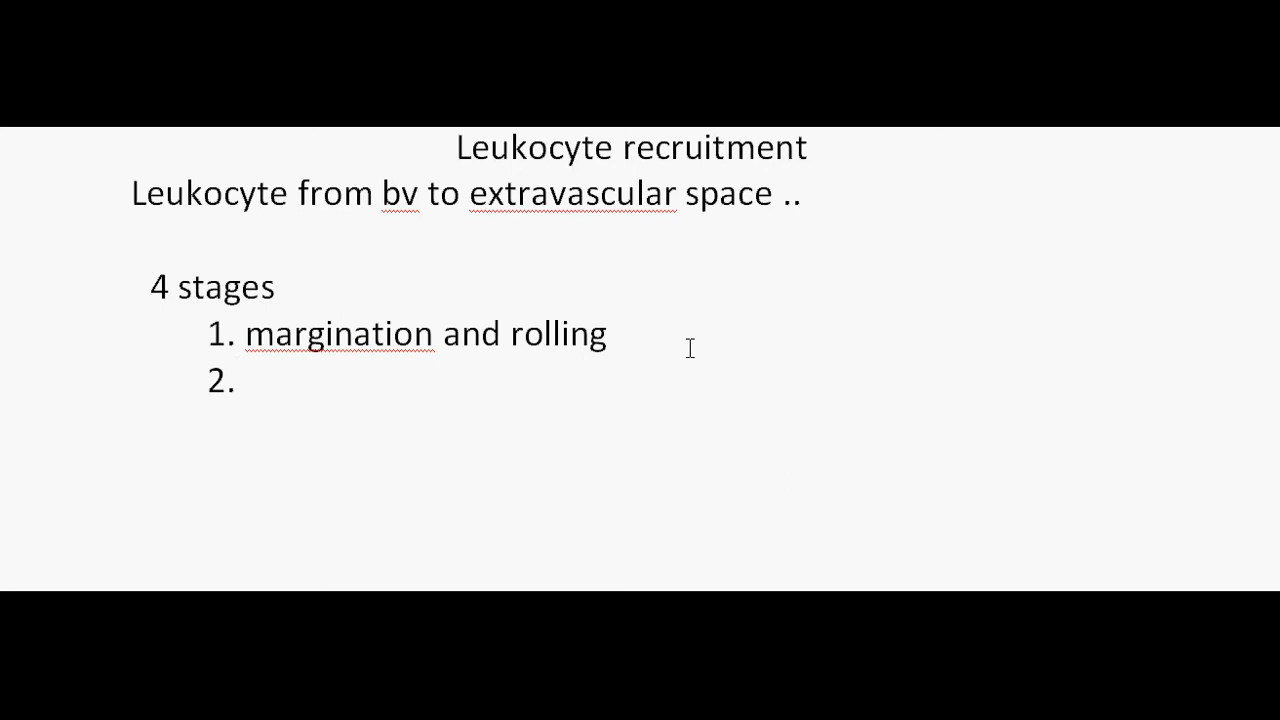 Leukocyte recruitment
Leukocyte from bv to extravascular space ..
4 stages
1. margination and rolling
2.